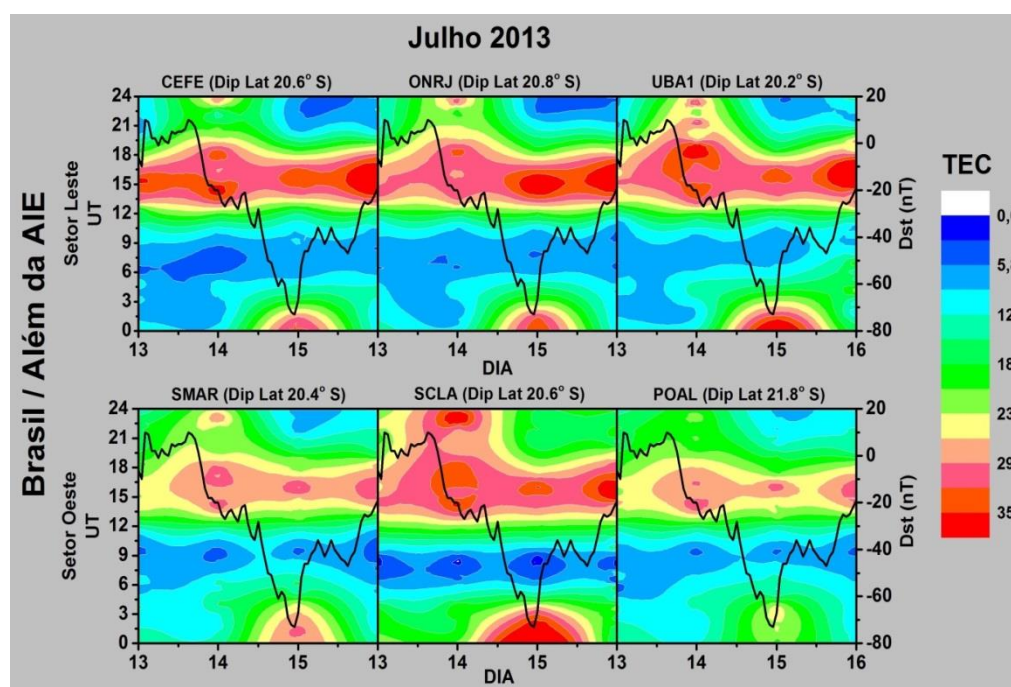 Julho 2013
Brasil / Além da AIE
CEFE (Dip Lat 20.6° S)
ONRJ (Dip Lat 20.8° S)
UBA1 (Dip Lat 20.2° S)
Setor Leste
UT
24
21
18
15
12
9
6
3
0
20
0
-20
-40
-60
-80
Dst (nT)
13 14 15 13 14 15 13 14 15 16
DIA
SMAR (Dip Lat 20.4° S)
SCLA (Dip Lat 20.6° S)
POAL (Dip Lat 21.8° S)
Setor Oeste
UT
24
21
18
15
12
9
6
3
0
20
0
-20
-40
-60
-80
Dst (nT)
13 14 15 13 14 15 13 14 15 16
DIA
TEC
0,0
5,8
12
18
23
29
35